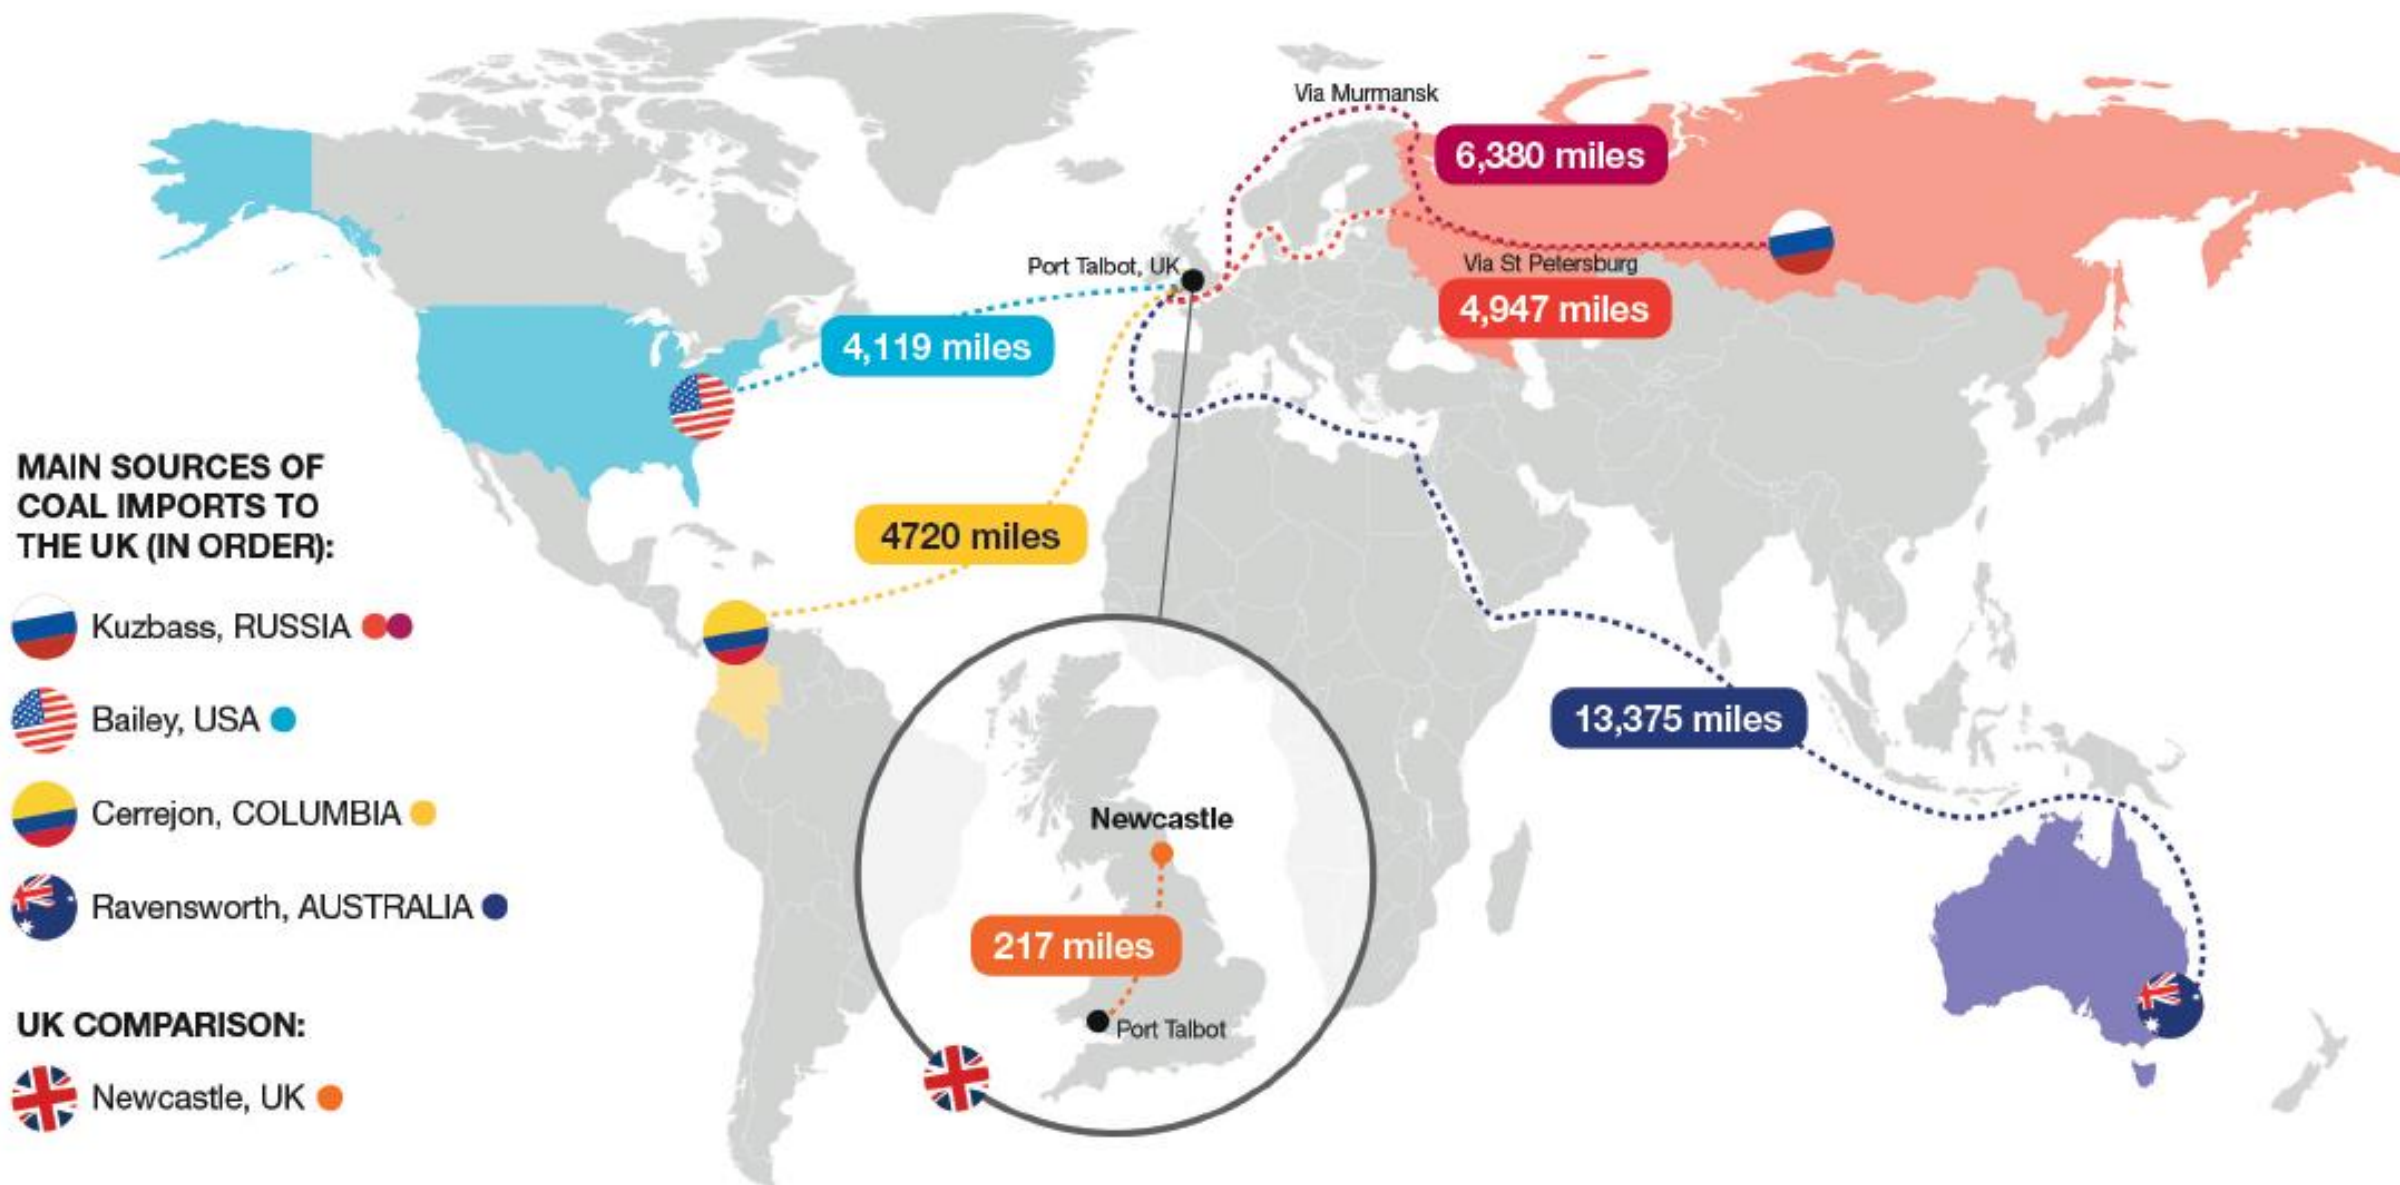 Via Murmansk
6,380 miles
Port Talbot, UK
Via St Petersburg
4,947 miles
4,119 miles
4720 miles
13,375 miles
MAIN SOURCES OF
COAL IMPORTS TO
THE UK (IN ORDER):
Kuzbass, RUSSIA
Bailey, USA
Cerrejon, COLUMBIA
Ravensworth, AUSTRALIA
UK COMPARISON:
Newcastle, UK
Newcastle
217 miles
Port Talbot